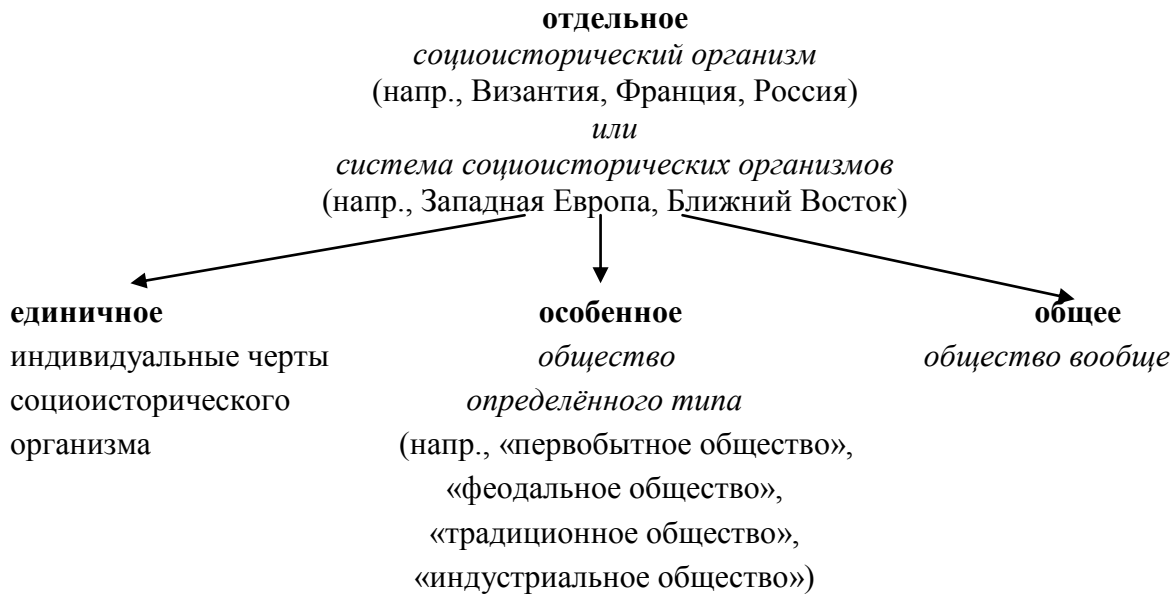 отдельное
социоисторический организм
(напр., Византия, Франция, Россия)
или
система социоисторических организмов
(напр., Западная Европа, Ближний Восток)
единичное
индивидуальные черты
социоисторического
организма
особенное
общество
определённого типа
(напр., «первобытное общество»,
«феодальное общество»,
«традиционное общество»,
«индустриальное общество»)
общее
общество вообще